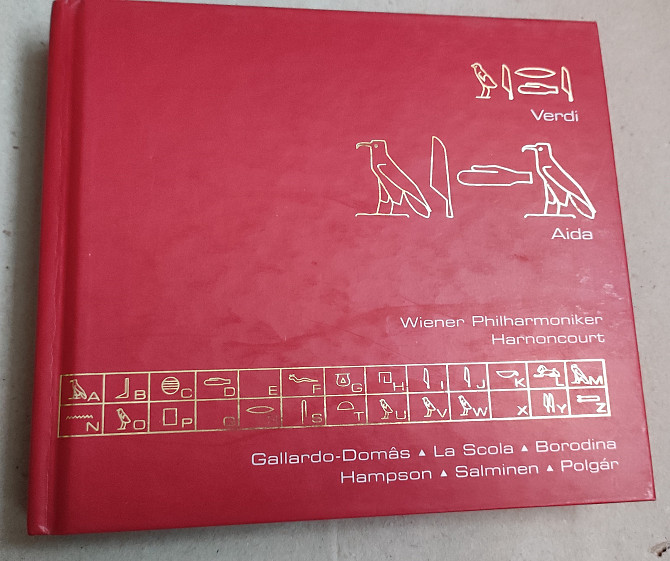 Verdi
Aida
Wiener Philharmoniker
Harnoncourt
A B C D E F G H I J K L M
N O P Q S T U V W X Y Z
Gallardo-Domâs ▲ La Scola ▲ Borodina
Hampson ▲ Salminen ▲ Polgár